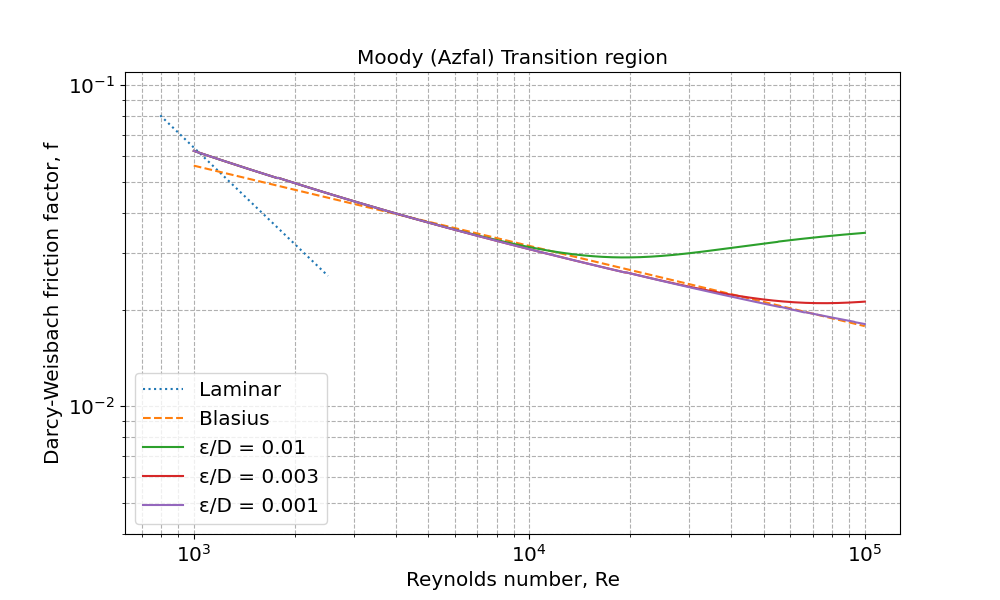 Moody (Azfal) Transition region
Darcy-Weisbach friction factor, f
10⁻¹
10⁻²
Laminar
Blasius
ε/D = 0.01
ε/D = 0.003
ε/D = 0.001
10³
10⁴
10⁵
Reynolds number, Re